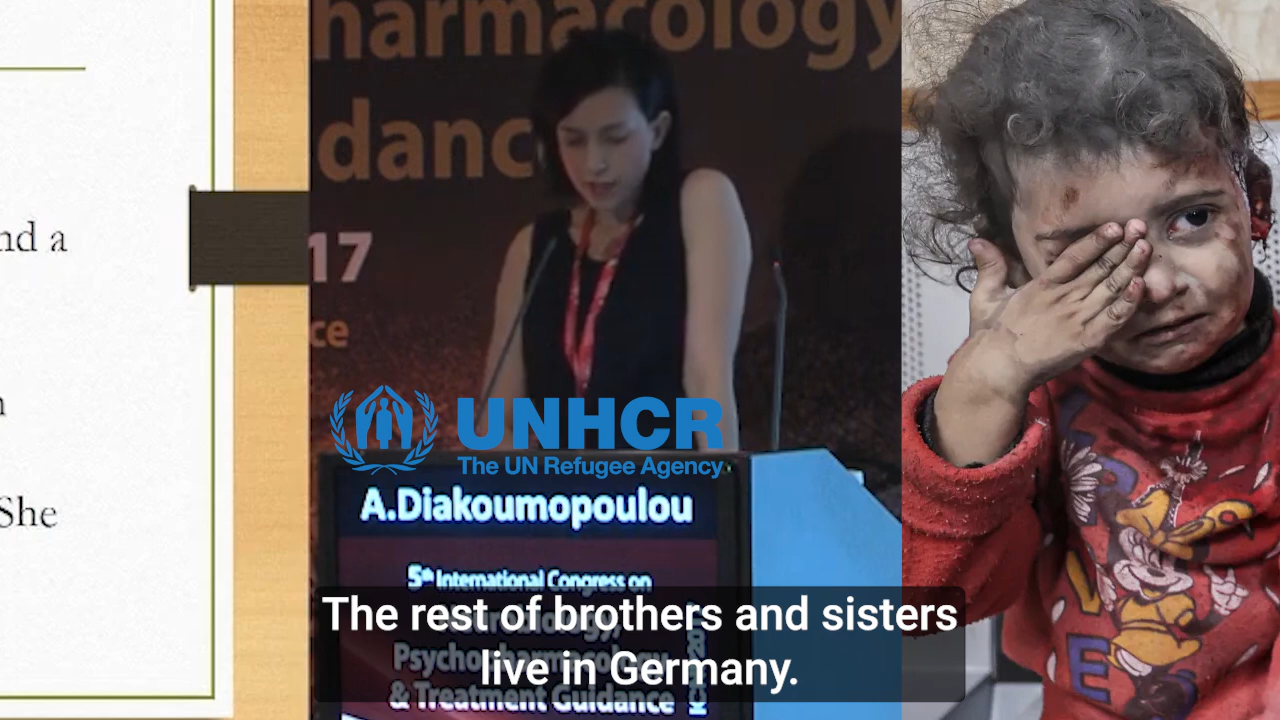 harmacology
danc
17
ce
nd a
n
She
UNHCR
The UN Refugee Agency
A.Diakoumopoulou
5th International Congress on
Psychopharmacology
& Treatment Guidance
The rest of brothers and sisters
live in Germany.
L
V
E